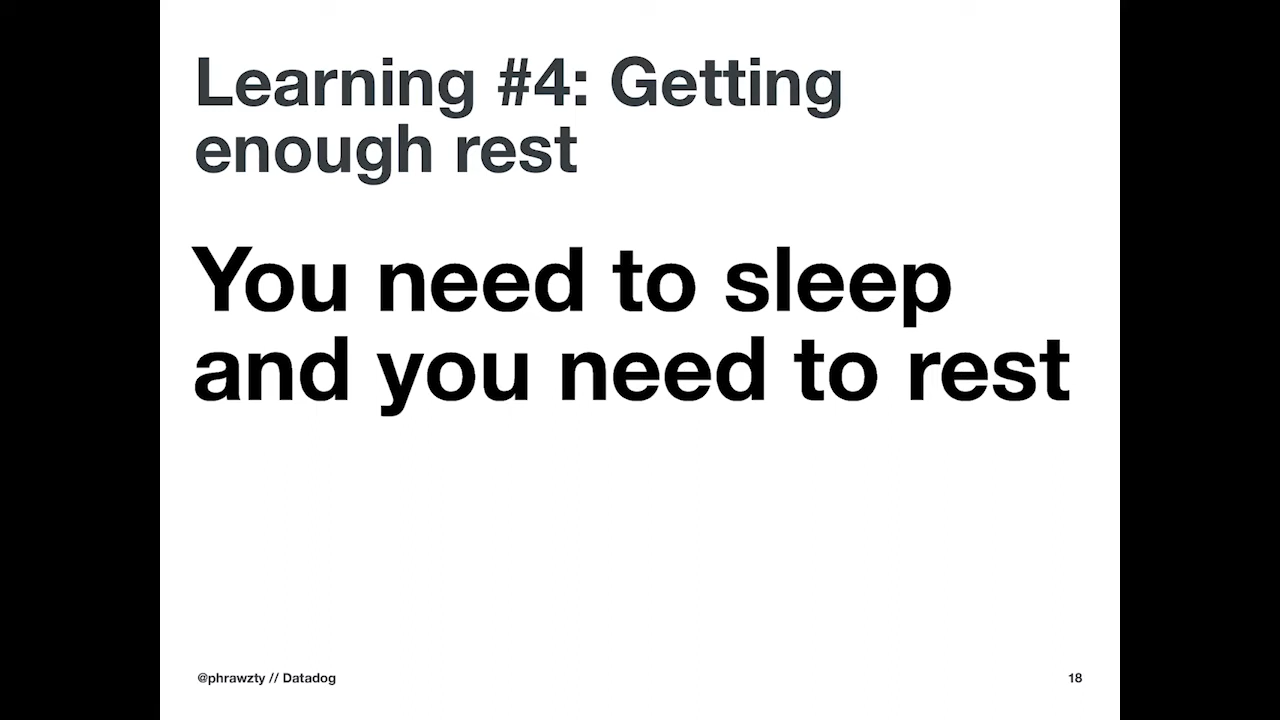 Learning #4: Getting
enough rest
You need to sleep
and you need to rest
@phrawzty // Datadog
18